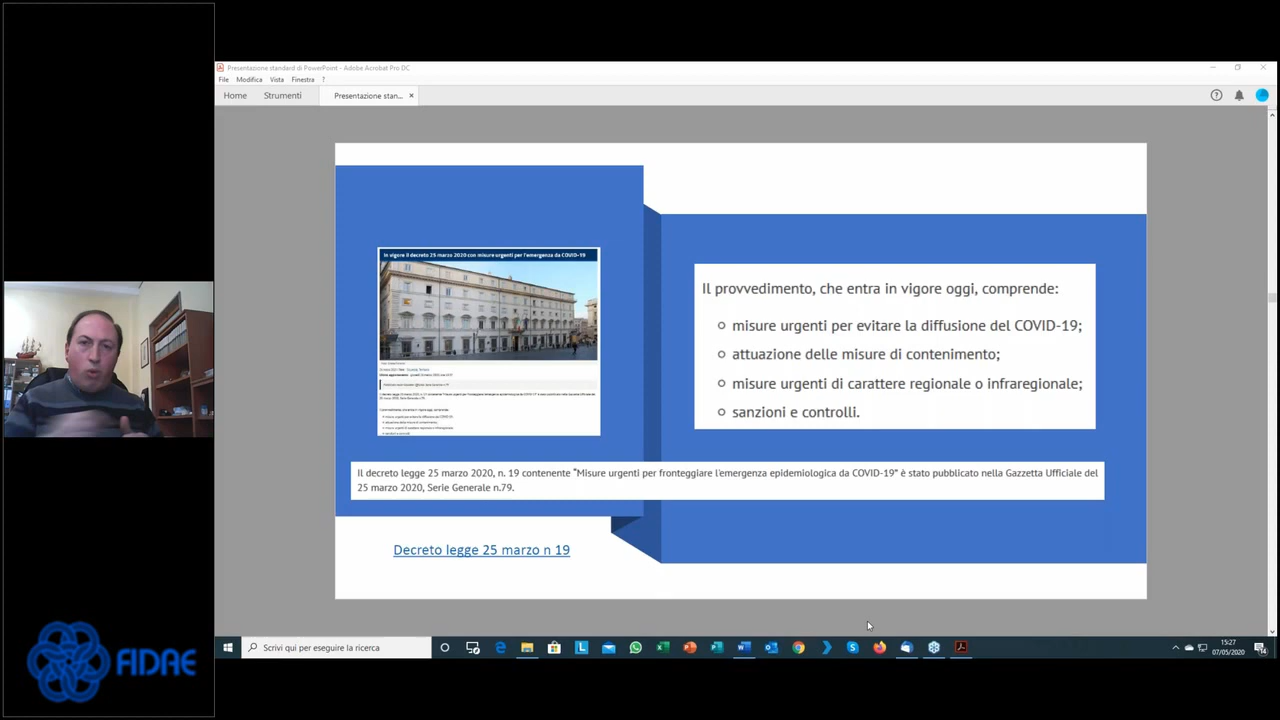 Presentazione standard di PowerPoint - Adobe Acrobat Pro DC
File Modifica Vista Finestra ?
Home Strumenti Presentazione stan... ×
In vigore il decreto 25 marzo 2020 con misure urgenti per l'emergenza da COVID-19
Il provvedimento, che entra in vigore oggi, comprende:
misure urgenti per evitare la diffusione del COVID-19;
attuazione delle misure di contenimento;
misure urgenti di carattere regionale o infraregionale;
sanzioni e controlli.
Il decreto legge 25 marzo 2020, n. 19 contenente "Misure urgenti per fronteggiare l'emergenza epidemiologica da COVID-19" è stato pubblicato nella Gazzetta Ufficiale del
25 marzo 2020, Serie Generale n.79.
Decreto legge 25 marzo n 19
Scrivi qui per eseguire la ricerca
15:27
07/05/2020
FIDAE